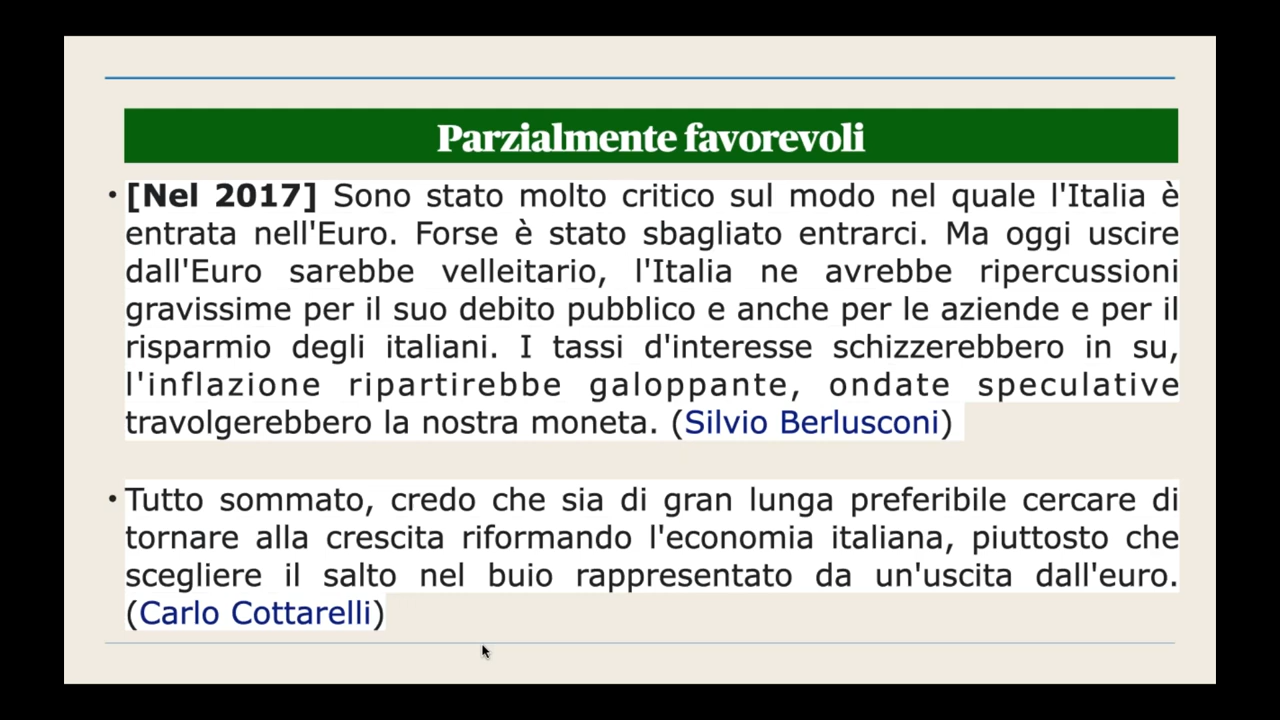 Parzialmente favorevoli
• [Nel 2017] Sono stato molto critico sul modo nel quale l'Italia è
entrata nell'Euro. Forse è stato sbagliato entrarci. Ma oggi uscire
dall'Euro sarebbe velleitario, l'Italia ne avrebbe ripercussioni
gravissime per il suo debito pubblico e anche per le aziende e per il
risparmio degli italiani. I tassi d'interesse schizzerebbero in su,
l'inflazione ripartirebbe galoppante, ondate speculative
travolgerebbero la nostra moneta. (Silvio Berlusconi)
• Tutto sommato, credo che sia di gran lunga preferibile cercare di
tornare alla crescita riformando l'economia italiana, piuttosto che
scegliere il salto nel buio rappresentato da un'uscita dall'euro.
(Carlo Cottarelli)